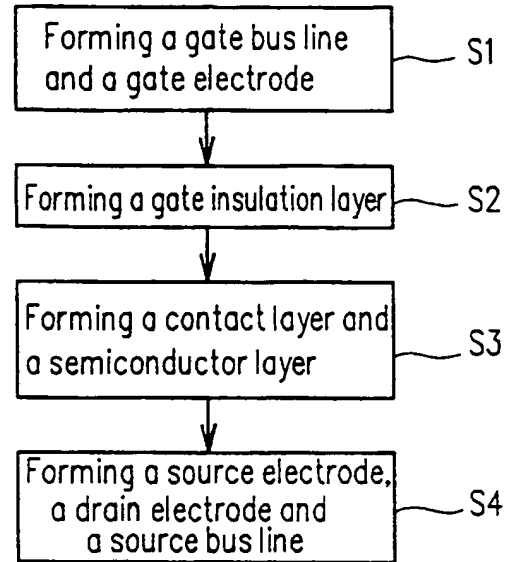 Forming a gate bus line
and a gate electrode
S1
Forming a gate insulation layer
S2
Forming a contact layer and
a semiconductor layer
S3
Forming a source electrode,
a drain electrode and
a source bus line
S4